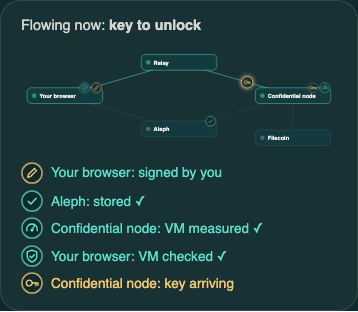 Flowing now: key to unlock
Relay
Your browser
Confidential node
Aleph
Filecoin
Your browser: signed by you
Aleph: stored ✓
Confidential node: VM measured ✓
Your browser: VM checked ✓
Confidential node: key arriving